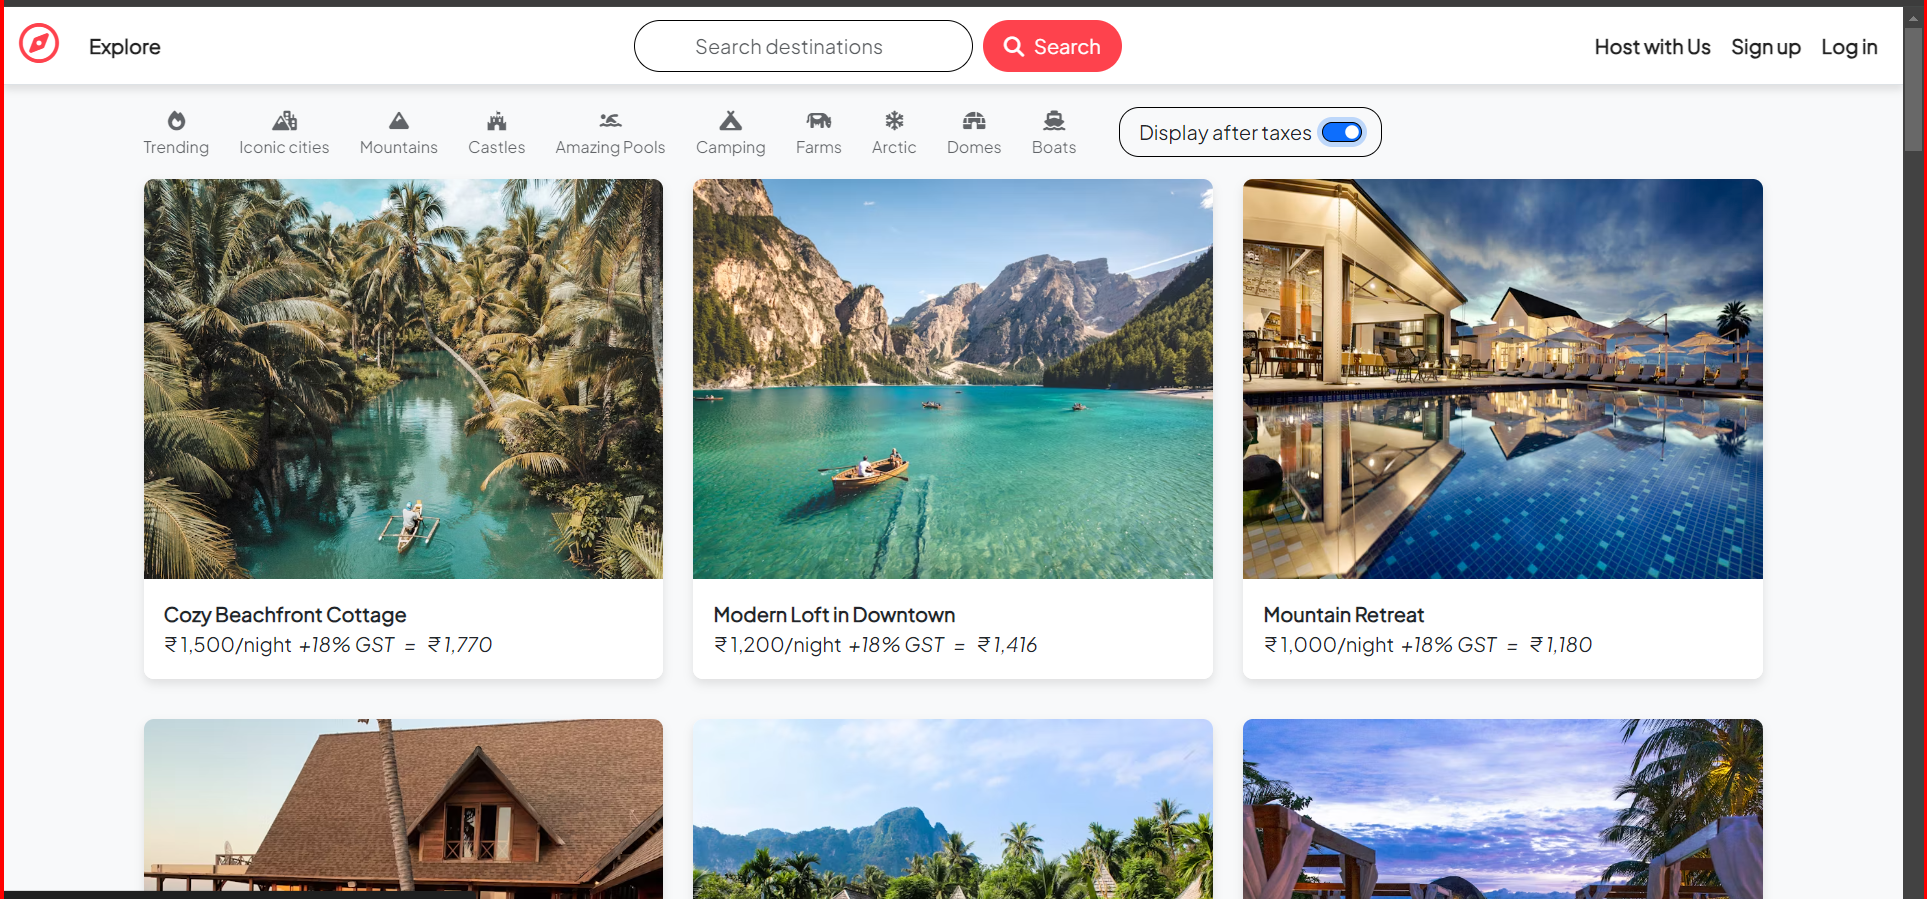 Explore
Search destinations
Search
Host with Us
Sign up
Log in
Trending
Iconic cities
Mountains
Castles
Amazing Pools
Camping
Farms
Arctic
Domes
Boats
Display after taxes
Cozy Beachfront Cottage
₹1,500/night +18% GST = ₹1,770
Modern Loft in Downtown
₹1,200/night +18% GST = ₹1,416
Mountain Retreat
₹1,000/night +18% GST = ₹1,180